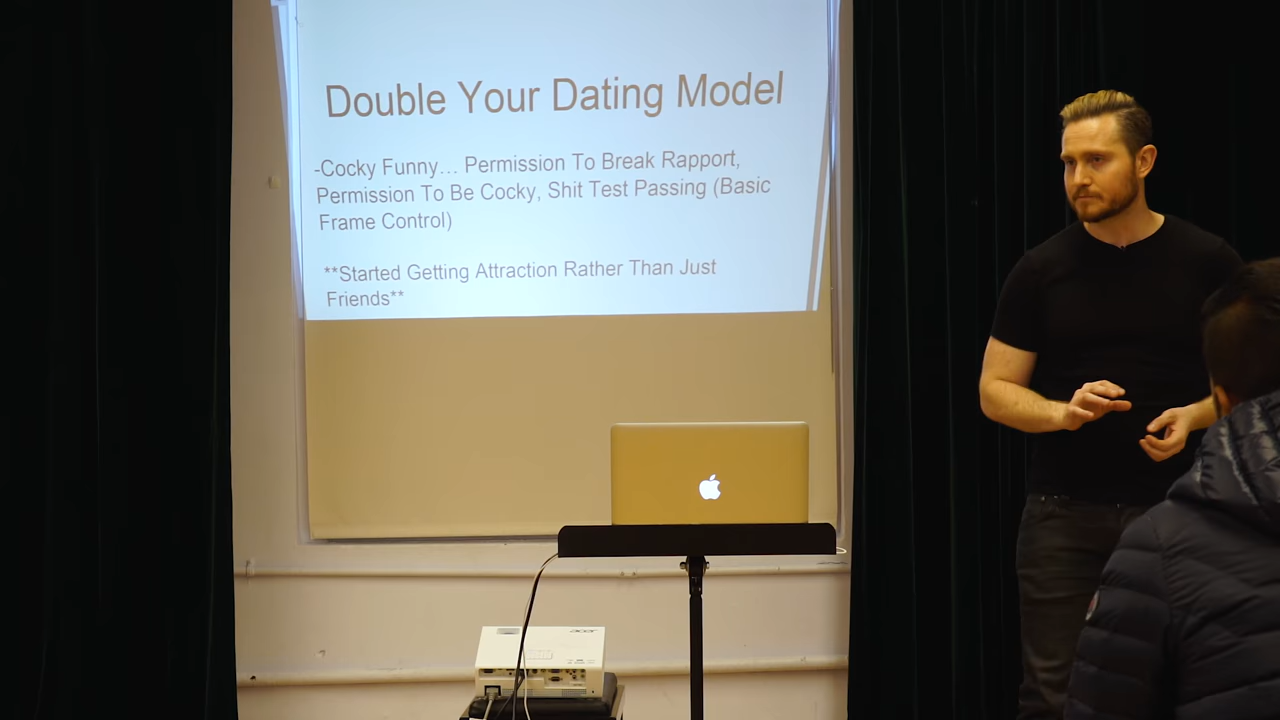 Double Your Dating Model
-Cocky Funny... Permission To Break Rapport,
Permission To Be Cocky, Shit Test Passing (Basic
Frame Control)
**Started Getting Attraction Rather Than Just
Friends**
acer